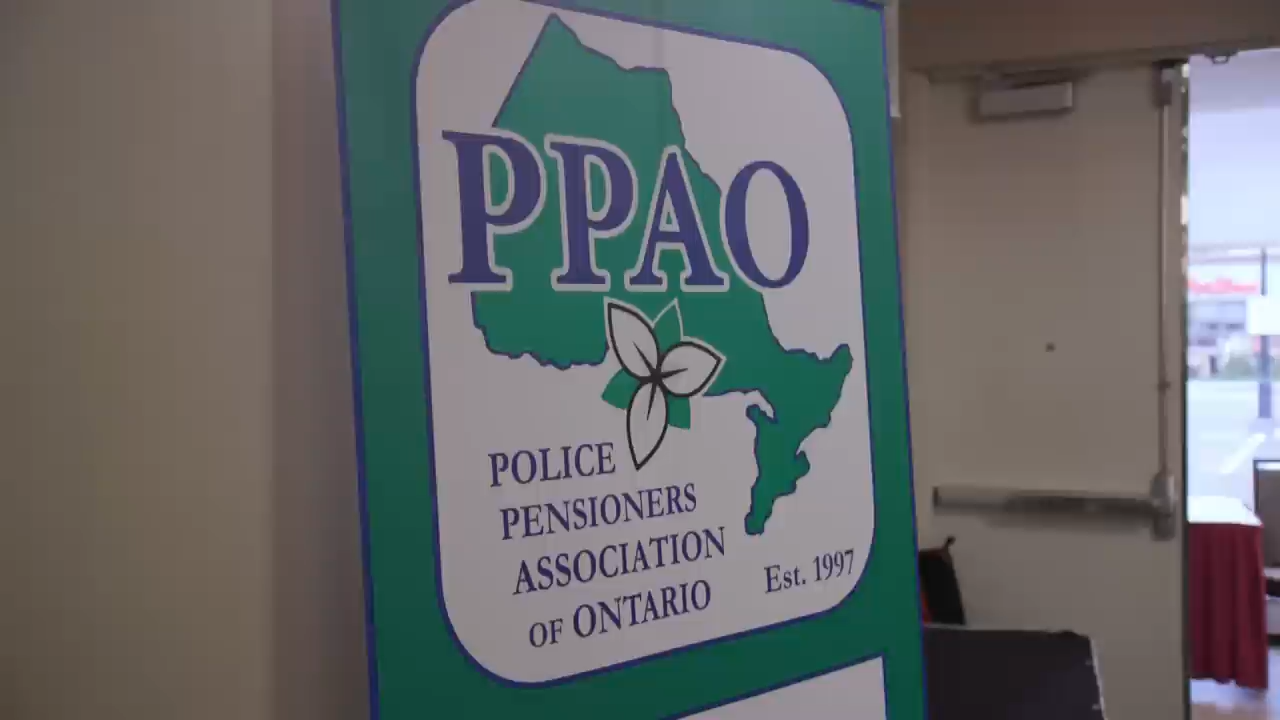 PPAO
POLICE
PENSIONERS
ASSOCIATION
OF ONTARIO
Est. 1997